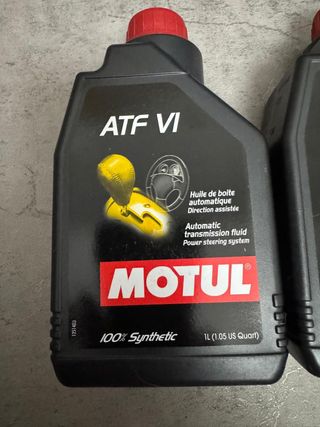 ATF VI
Huile de boite
automatique
Direction assistée
Automatic
transmission fluid
Power steering system
MOTUL
100% Synthetic
1L (1.05 US Quart)